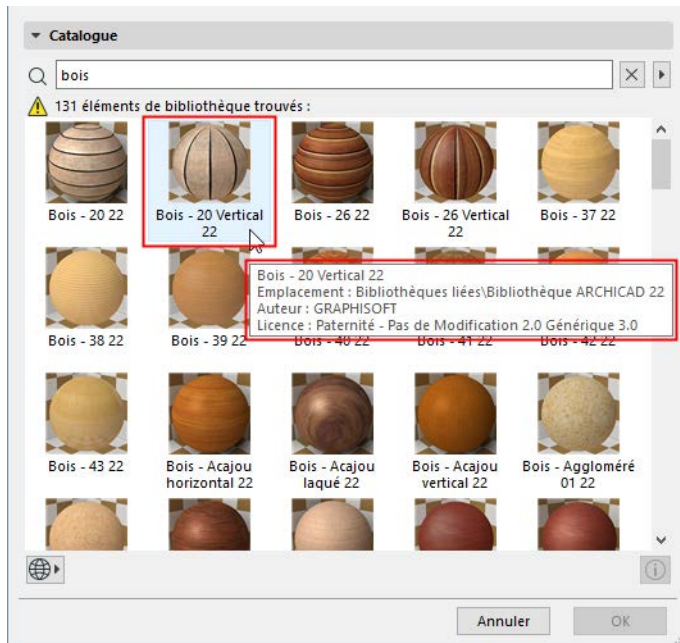 Catalogue
bois
131 éléments de bibliothèque trouvés :
Bois - 20 22
Bois - 20 Vertical
22
Bois - 26 22
Bois - 26 Vertical
22
Bois - 37 22
Bois - 20 Vertical 22
Emplacement : Bibliothèques liées\Bibliothèque ARCHICAD 22
Auteur : GRAPHISOFT
Licence : Paternité - Pas de Modification 2.0 Générique 3.0
Bois - 38 22
Bois - 39 22
Bois - 40 22
Bois - 41 22
Bois - 42 22
Bois - 43 22
Bois - Acajou
horizontal 22
Bois - Acajou
laqué 22
Bois - Acajou
vertical 22
Bois - Aggloméré
01 22
Annuler
OK